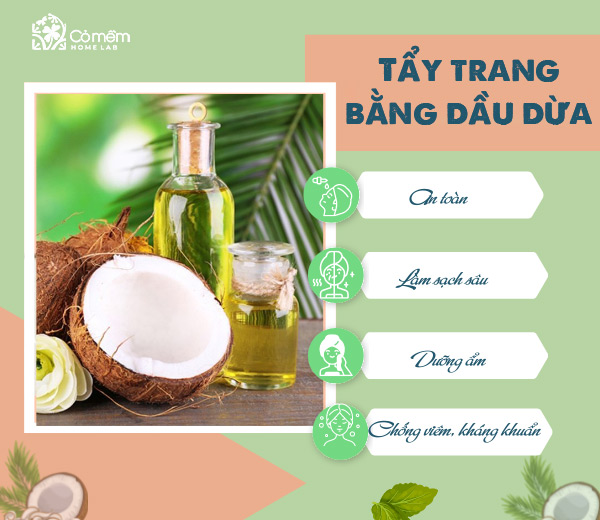 Cỏ mềm
HOME LAB
TẨY TRANG
BẰNG DẦU DỪA
An toàn
Làm sạch sâu
Dưỡng ẩm
Chống viêm, kháng khuẩn